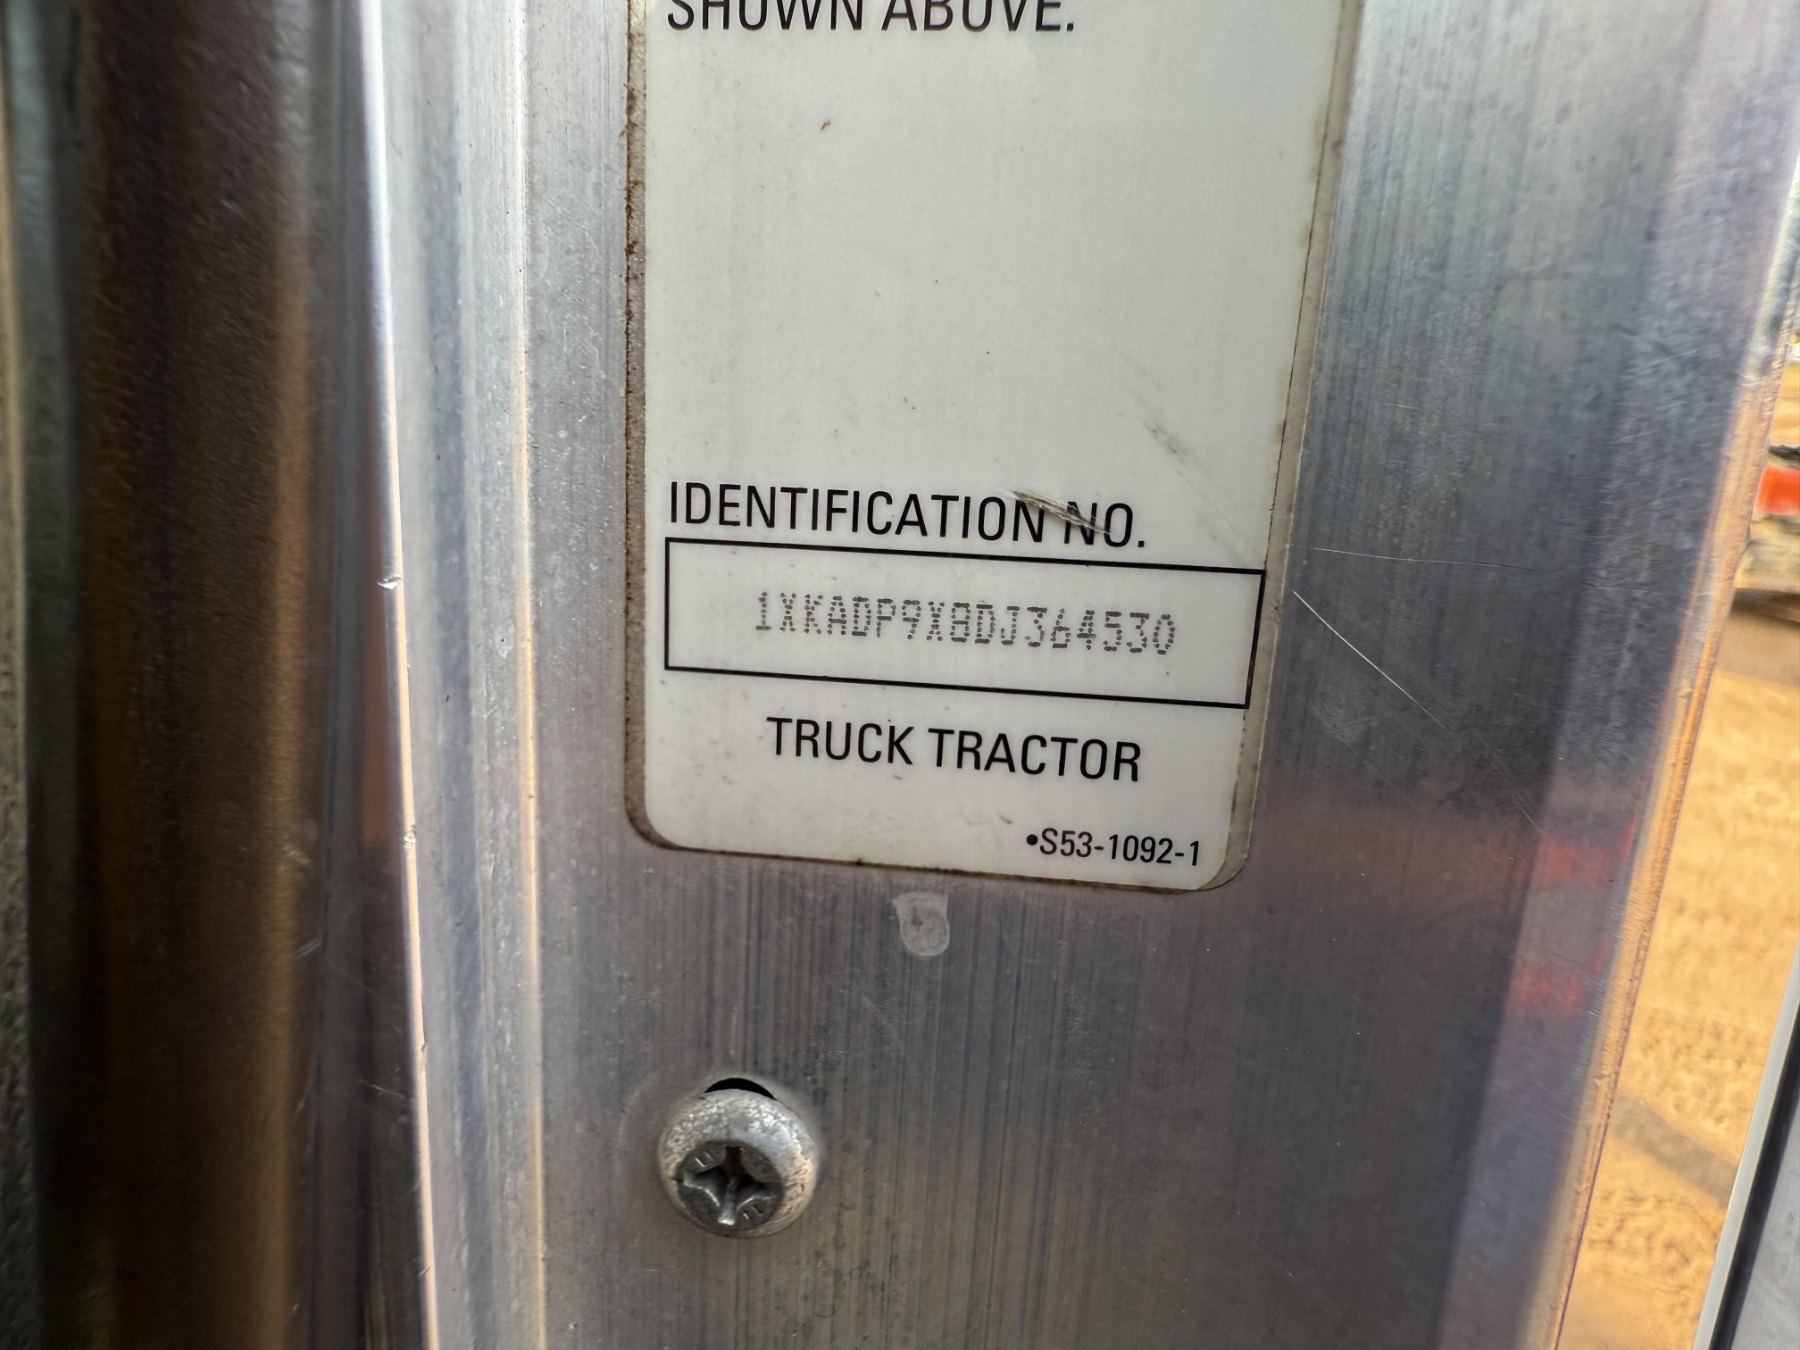 SHOWN ABOVE.
IDENTIFICATION NO.
1XKADP9X8DJ364530
TRUCK TRACTOR
•S53-1092-1